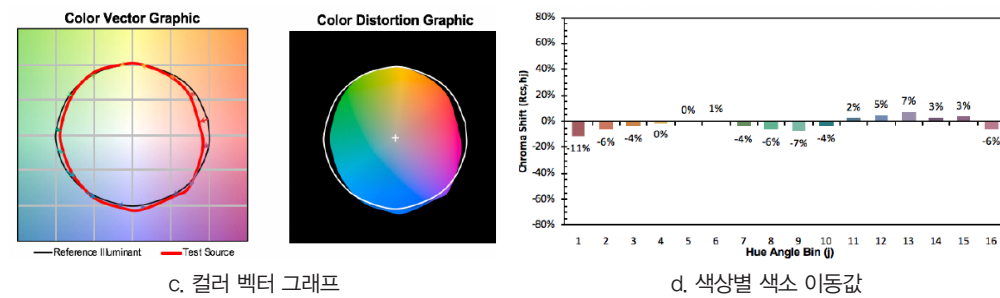 Color Vector Graphic
Reference Illuminant
Test Source
Color Distortion Graphic
c. 컬러 벡터 그래프
Chroma Shift (Rcs,hj)
80%
60%
40%
20%
0%
-20%
-40%
-60%
-80%
-11%
-6%
-4%
0%
0%
1%
-4%
-6%
-7%
-4%
2%
5%
7%
3%
3%
-6%
1 2 3 4 5 6 7 8 9 10 11 12 13 14 15 16
Hue Angle Bin (j)
d. 색상별 색소 이동값